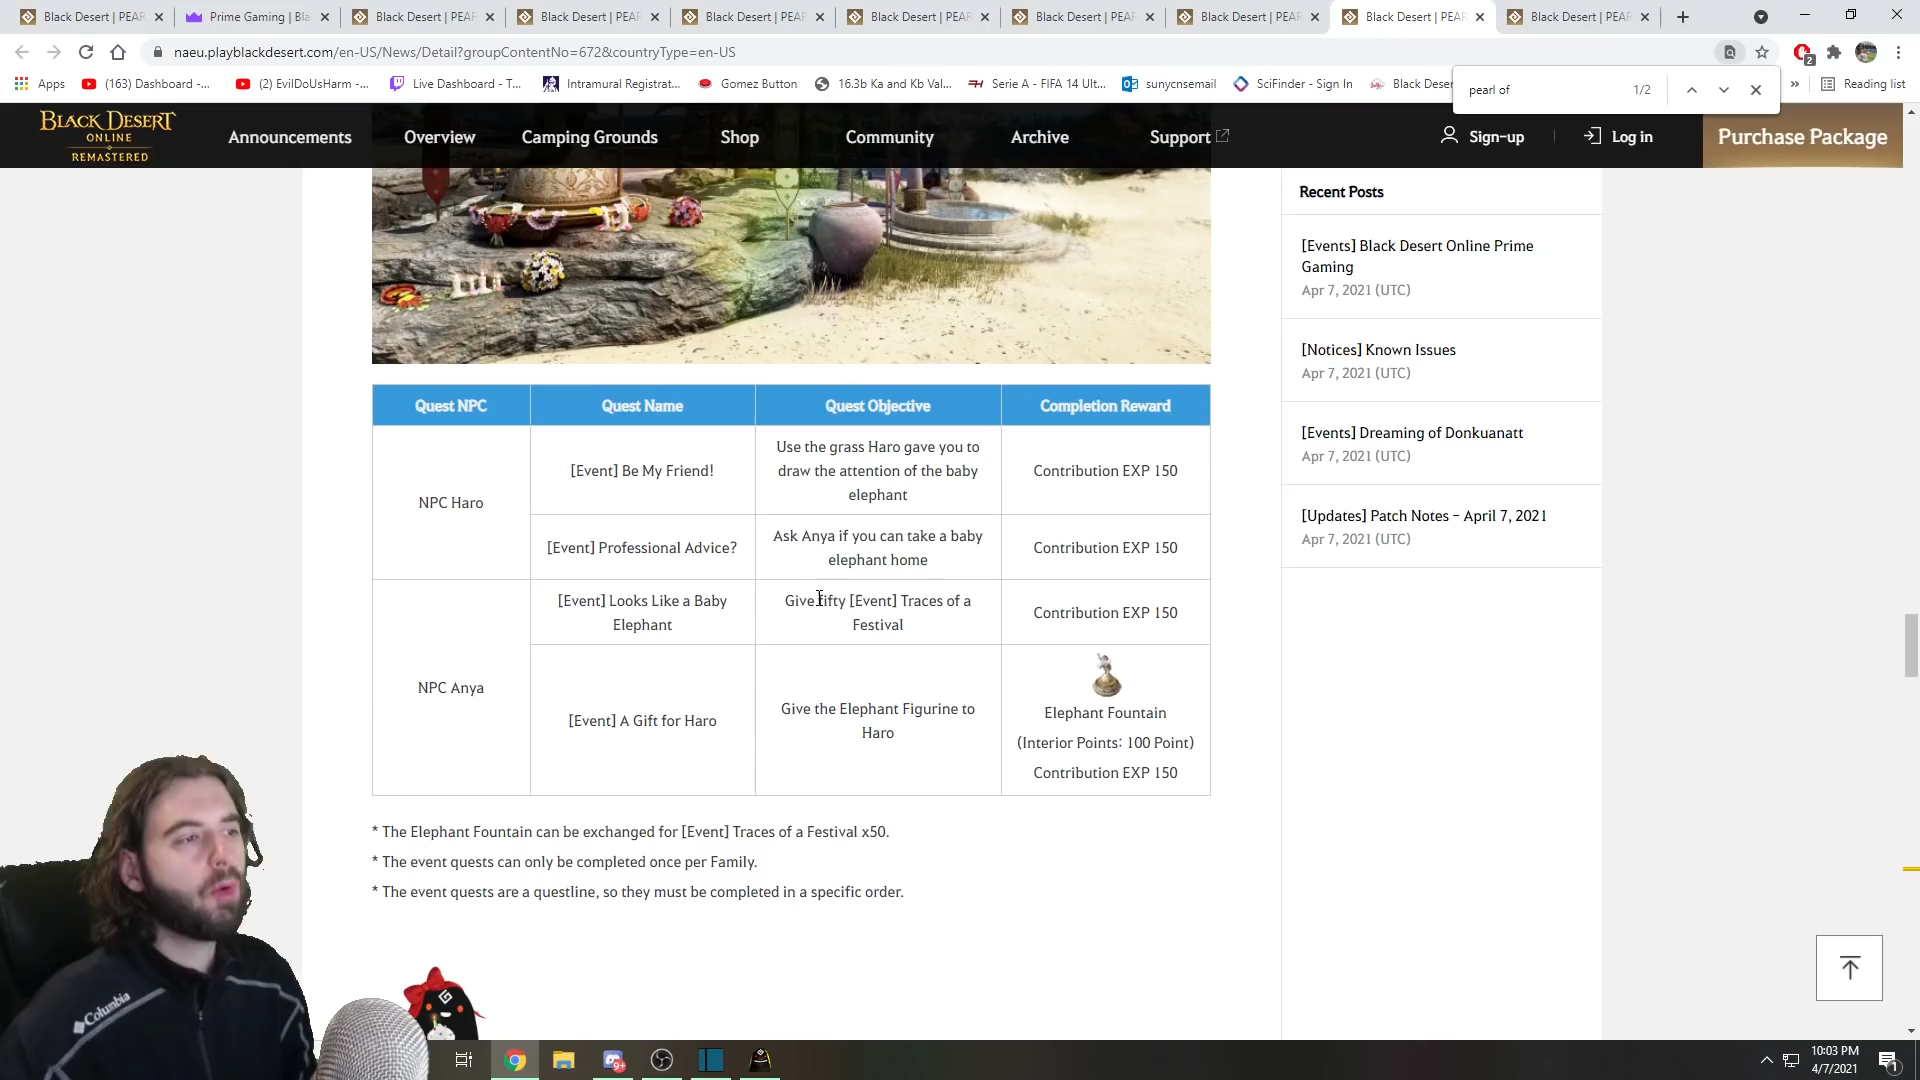 Black Desert | PEAR
Prime Gaming | Bla
Black Desert | PEAR
Black Desert | PEAR
Black Desert | PEAR
Black Desert | PEAR
Black Desert | PEAR
Black Desert | PEAR
Black Desert | PEAR
Black Desert | PEAR
naeu.playblackdesert.com/en-US/News/Detail?groupContentNo=672&countryType=en-US
2
Apps
(163) Dashboard -...
(2) EvilDoUsHarm -...
Live Dashboard - T...
Intramural Registrat...
Gomez Button
16.3b Ka and Kb Val...
Serie A - FIFA 14 Ult...
sunycnsemail
SciFinder - Sign In
Black Deser
»
Reading list
pearl of
1/2
BLACK DESERT
ONLINE
REMASTERED
Announcements
Overview
Camping Grounds
Shop
Community
Archive
Support
Sign-up
Log in
Purchase Package
Quest NPC
Quest Name
Quest Objective
Completion Reward
NPC Haro
[Event] Be My Friend!
Use the grass Haro gave you to
draw the attention of the baby
elephant
Contribution EXP 150
[Event] Professional Advice?
Ask Anya if you can take a baby
elephant home
Contribution EXP 150
NPC Anya
[Event] Looks Like a Baby
Elephant
Give fifty [Event] Traces of a
Festival
Contribution EXP 150
[Event] A Gift for Haro
Give the Elephant Figurine to
Haro
Elephant Fountain
(Interior Points: 100 Point)
Contribution EXP 150
* The Elephant Fountain can be exchanged for [Event] Traces of a Festival x50.
* The event quests can only be completed once per Family.
* The event quests are a questline, so they must be completed in a specific order.
Recent Posts
[Events] Black Desert Online Prime
Gaming
Apr 7, 2021 (UTC)
[Notices] Known Issues
Apr 7, 2021 (UTC)
[Events] Dreaming of Donkuanatt
Apr 7, 2021 (UTC)
[Updates] Patch Notes – April 7, 2021
Apr 7, 2021 (UTC)
Columbia
9+
10:03 PM
4/7/2021
1